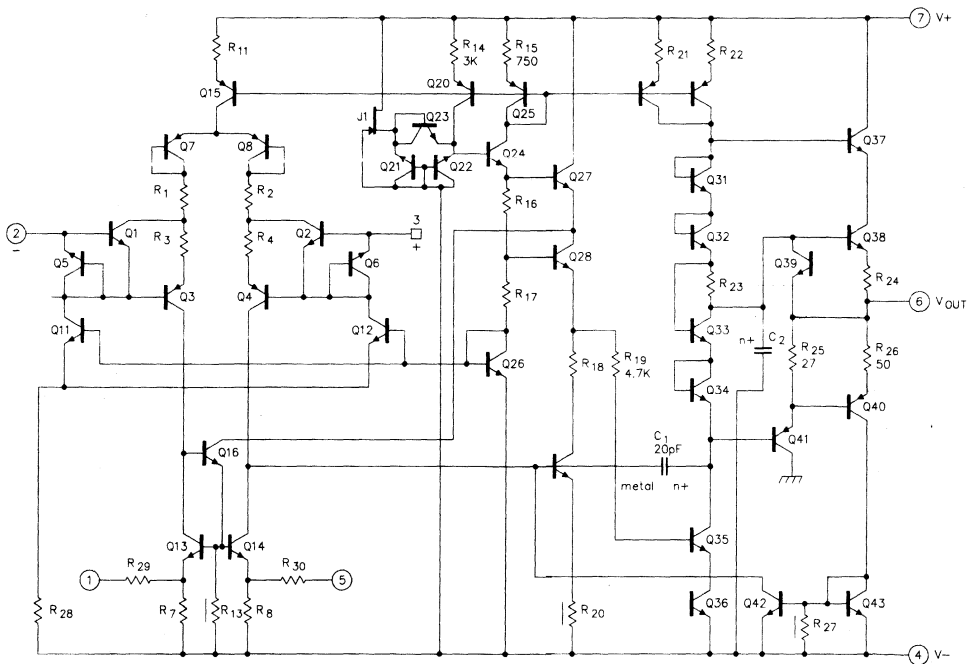 7 V+
R11
R14
3K
R15
750
R21
R22
Q15
Q20
Q25
J1
Q23
Q7
Q8
Q24
Q37
Q21
Q22
Q27
Q31
R1
R2
R16
2
−
Q1
Q2
3
+
Q32
Q38
R3
R4
Q28
Q39
R24
Q5
Q6
R23
Q3
Q4
R17
6 VOUT
Q11
Q12
Q33
n+ C2
R25
27
R26
50
Q26
R18
R19
4.7K
Q34
Q40
Q16
C1
20pF
Q41
metal n+
Q13
Q14
Q35
1
R29
R30
5
R28
R7
R13
R8
R20
Q36
Q42
R27
Q43
4 V−